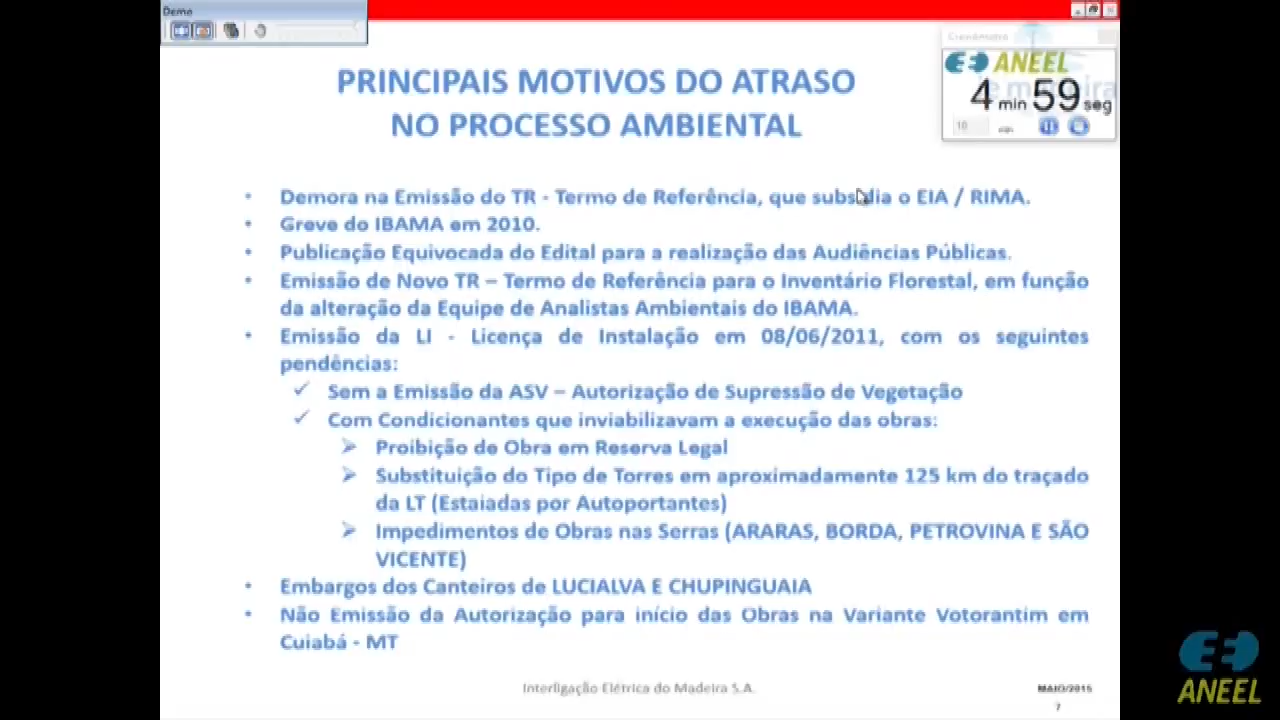 Demo
Cronômetro
ANEEL
4 min 59 seg
10 min
PRINCIPAIS MOTIVOS DO ATRASO
NO PROCESSO AMBIENTAL
• Demora na Emissão do TR - Termo de Referência, que subsidia o EIA / RIMA.
• Greve do IBAMA em 2010.
• Publicação Equivocada do Edital para a realização das Audiências Públicas.
• Emissão de Novo TR – Termo de Referência para o Inventário Florestal, em função
da alteração da Equipe de Analistas Ambientais do IBAMA.
• Emissão da LI - Licença de Instalação em 08/06/2011, com os seguintes
pendências:
✓ Sem a Emissão da ASV – Autorização de Supressão de Vegetação
✓ Com Condicionantes que inviabilizavam a execução das obras:
➢ Proibição de Obra em Reserva Legal
➢ Substituição do Tipo de Torres em aproximadamente 125 km do traçado
da LT (Estaiadas por Autoportantes)
➢ Impedimentos de Obras nas Serras (ARARAS, BORDA, PETROVINA E SÃO
VICENTE)
• Embargos dos Canteiros de LUCIALVA E CHUPINGUAIA
• Não Emissão da Autorização para início das Obras na Variante Votorantim em
Cuiabá - MT
Interligação Elétrica do Madeira S.A.
MAIO/2015
7
ANEEL